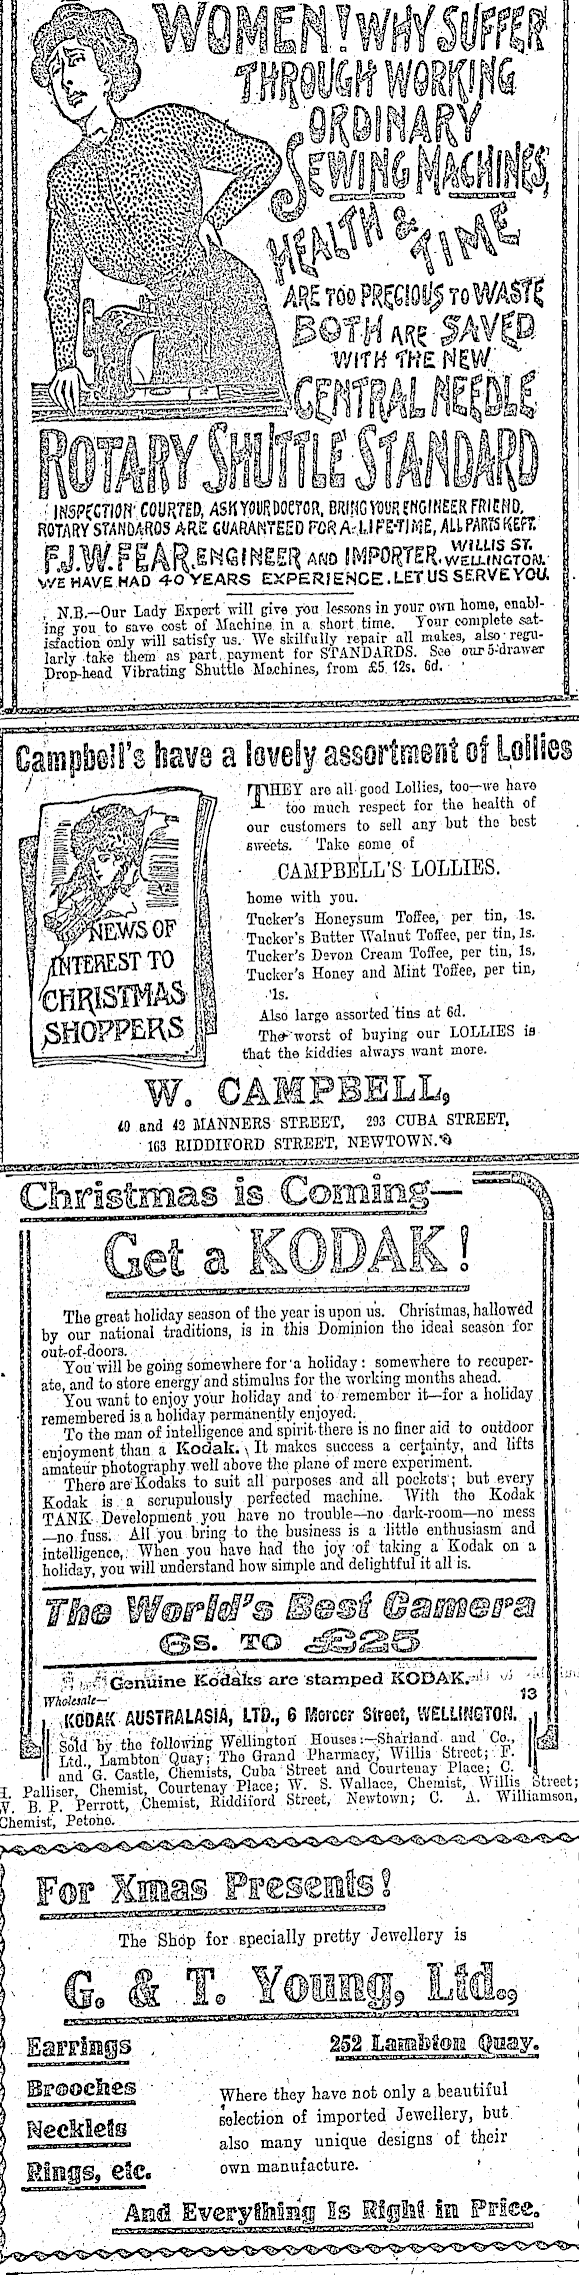 WOMEN! WHY SUFFER
THROUGH WORKING
ORDINARY
SEWING MACHINES,
HEALTH & TIME
ARE TOO PRECIOUS TO WASTE
BOTH ARE SAVED
WITH THE NEW
CENTRAL NEEDLE
ROTARY SHUTTLE STANDARD
INSPECTION COURTED, ASK YOUR DOCTOR, BRING YOUR ENGINEER FRIEND.
ROTARY STANDARDS ARE GUARANTEED FOR A LIFE-TIME, ALL PARTS KEPT.
F.J.W. FEAR, ENGINEER AND IMPORTER, WILLIS ST. WELLINGTON.
WE HAVE HAD 40 YEARS EXPERIENCE. LET US SERVE YOU.
N.B.—Our Lady Expert will give you lessons in your own home, enabl-
ing you to save cost of Machine in a short time. Your complete sat-
isfaction only will satisfy us. We skilfully repair all makes, also regu-
larly take them as part payment for STANDARDS. See our 5-drawer
Drop-head Vibrating Shuttle Machines, from £5 12s. 6d.
Campbell's have a lovely assortment of Lollies
NEWS OF
INTEREST TO
CHRISTMAS
SHOPPERS
THEY are all good Lollies, too—we have
too much respect for the health of
our customers to sell any but the best
sweets. Take some of
CAMPBELL'S LOLLIES.
home with you.
Tucker's Honeysum Toffee, per tin, 1s.
Tucker's Butter Walnut Toffee, per tin, 1s.
Tucker's Devon Cream Toffee, per tin, 1s.
Tucker's Honey and Mint Toffee, per tin,
1s.
Also large assorted tins at 6d.
The worst of buying our LOLLIES is
that the kiddies always want more.
W. CAMPBELL,
40 and 42 MANNERS STREET, 293 CUBA STREET,
163 RIDDIFORD STREET, NEWTOWN.
Christmas is Coming—
Get a KODAK!
The great holiday season of the year is upon us. Christmas, hallowed
by our national traditions, is in this Dominion the ideal season for
out-of-doors.
You will be going somewhere for a holiday: somewhere to recuper-
ate, and to store energy and stimulus for the working months ahead.
You want to enjoy your holiday and to remember it—for a holiday
remembered is a holiday permanently enjoyed.
To the man of intelligence and spirit there is no finer aid to outdoor
enjoyment than a Kodak. It makes success a certainty, and lifts
amateur photography well above the plane of mere experiment.
There are Kodaks to suit all purposes and all pockets; but every
Kodak is a scrupulously perfected machine. With the Kodak
TANK Development you have no trouble—no dark-room—no mess
—no fuss. All you bring to the business is a little enthusiasm and
intelligence. When you have had the joy of taking a Kodak on a
holiday, you will understand how simple and delightful it all is.
The World's Best Camera
6s. TO £25
Genuine Kodaks are stamped KODAK.
Wholesale—
13
KODAK AUSTRALASIA, LTD., 6 Mercer Street, WELLINGTON.
Sold by the following Wellington Houses:—Sharland and Co.,
Ltd., Lambton Quay; The Grand Pharmacy, Willis Street; F.
and G. Castle, Chemists, Cuba Street and Courtenay Place; C.
H. Palliser, Chemist, Courtenay Place; W. S. Wallace, Chemist, Willis Street;
W. B. P. Perrott, Chemist, Riddiford Street, Newtown; C. A. Williamson,
Chemist, Petone.
For Xmas Presents!
The Shop for specially pretty Jewellery is
G. & T. Young, Ltd.,
Earrings
252 Lambton Quay.
Brooches
Necklets
Rings, etc.
Where they have not only a beautiful
selection of imported Jewellery, but
also many unique designs of their
own manufacture.
And Everything Is Right in Price.